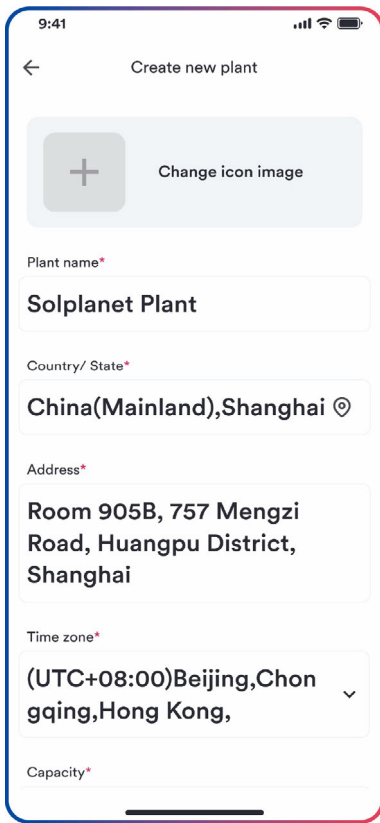 9:41
Create new plant
Change icon image
Plant name*
Solplanet Plant
Country/ State*
China(Mainland),Shanghai
Address*
Room 905B, 757 Mengzi
Road, Huangpu District,
Shanghai
Time zone*
(UTC+08:00)Beijing,Chon
gqing,Hong Kong,
Capacity*